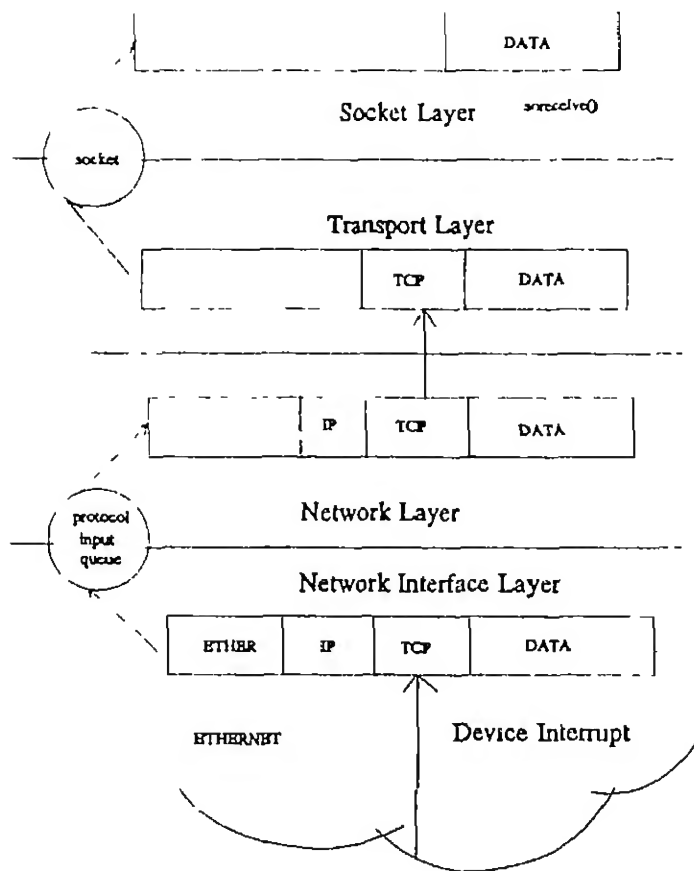 DATA
Socket Layer soreceive()
socket
Transport Layer
TCP DATA
IP TCP DATA
protocol
input
queue
Network Layer
Network Interface Layer
ETHER IP TCP DATA
ETHERNET Device Interrupt